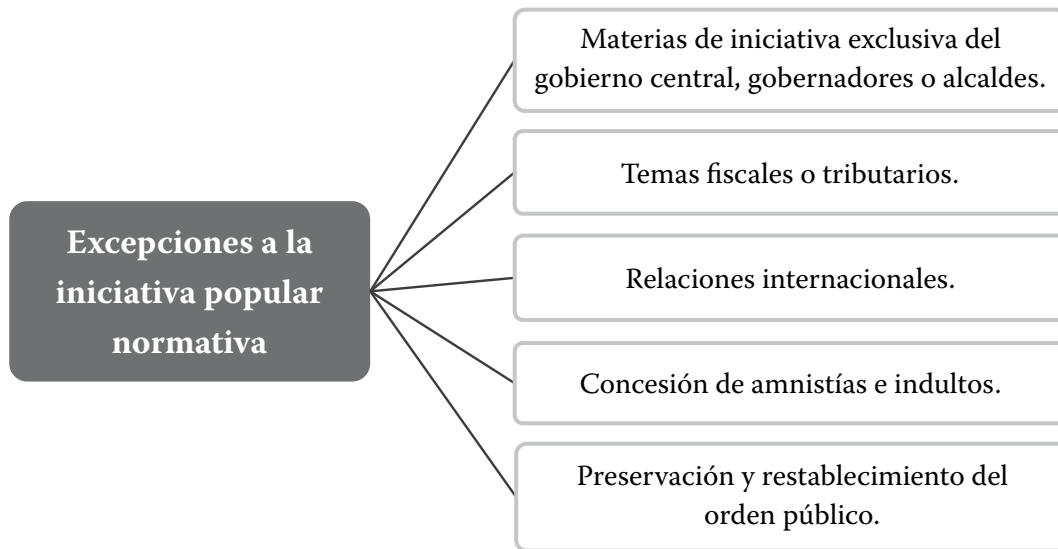 Excepciones a la
iniciativa popular
normativa
Materias de iniciativa exclusiva del
gobierno central, gobernadores o alcaldes.
Temas fiscales o tributarios.
Relaciones internacionales.
Concesión de amnistías e indultos.
Preservación y restablecimiento del
orden público.